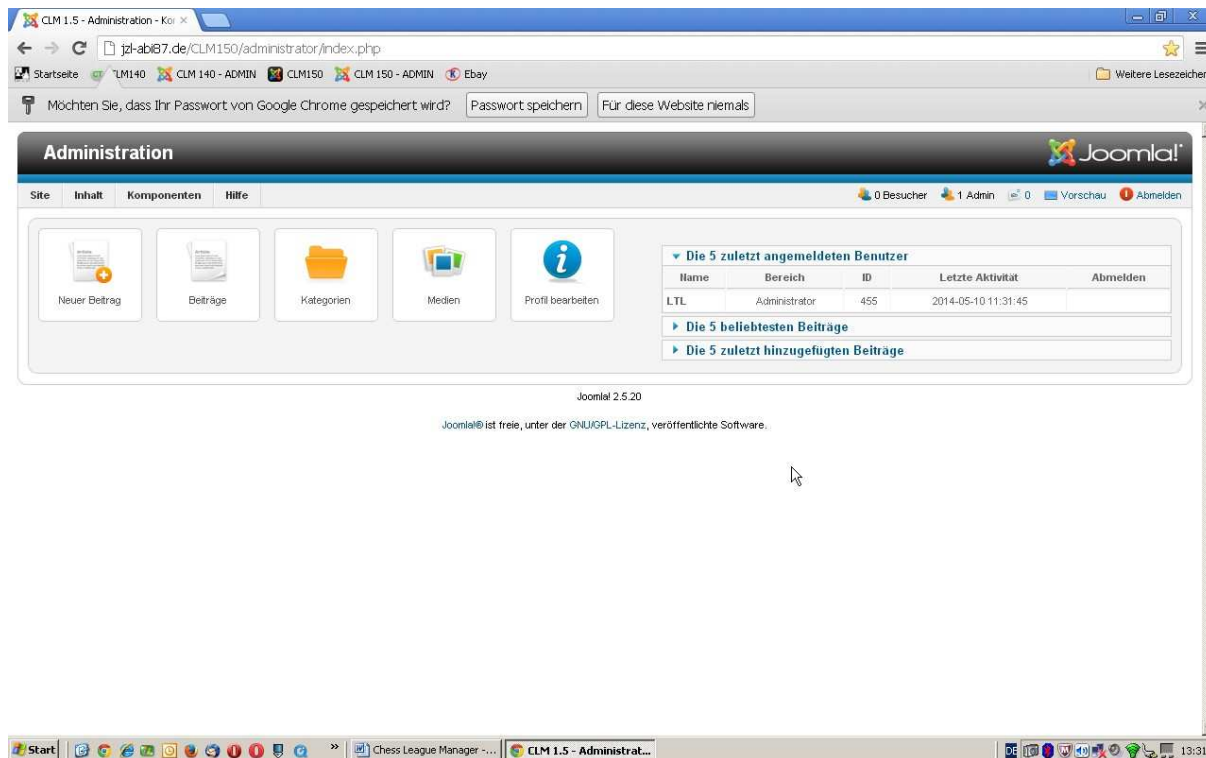 CLM 1.5 - Administration - Kor
jzl-abi87.de/CLM150/administrator/index.php
Startseite CLM140 CLM 140 - ADMIN CLM150 CLM 150 - ADMIN Ebay Weitere Lesezeichen
Möchten Sie, dass Ihr Passwort von Google Chrome gespeichert wird? Passwort speichern Für diese Website niemals
Administration Joomla!
Site Inhalt Komponenten Hilfe 0 Besucher 1 Admin 0 Vorschau Abmelden
Neuer Beitrag Beiträge Kategorien Medien Profil bearbeiten
Die 5 zuletzt angemeldeten Benutzer
Name Bereich ID Letzte Aktivität Abmelden
LTL Administrator 455 2014-05-10 11:31:45
Die 5 beliebtesten Beiträge
Die 5 zuletzt hinzugefügten Beiträge
Joomla! 2.5.20
Joomla!® ist freie, unter der GNU/GPL-Lizenz, veröffentlichte Software.
Start » Chess League Manager -... CLM 1.5 - Administrat... DE 13:31